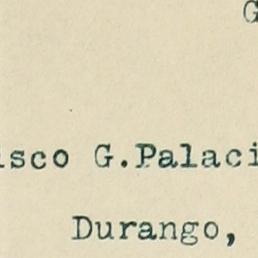 G
isco G.Palaci
Durango,